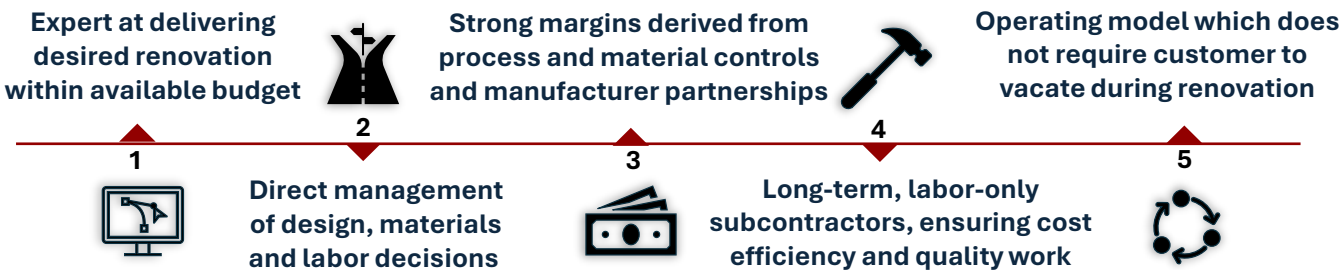 Expert at delivering
desired renovation
within available budget
1
2
Direct management
of design, materials
and labor decisions
Strong margins derived from
process and material controls
and manufacturer partnerships
3
4
Long-term, labor-only
subcontractors, ensuring cost
efficiency and quality work
Operating model which does
not require customer to
vacate during renovation
5